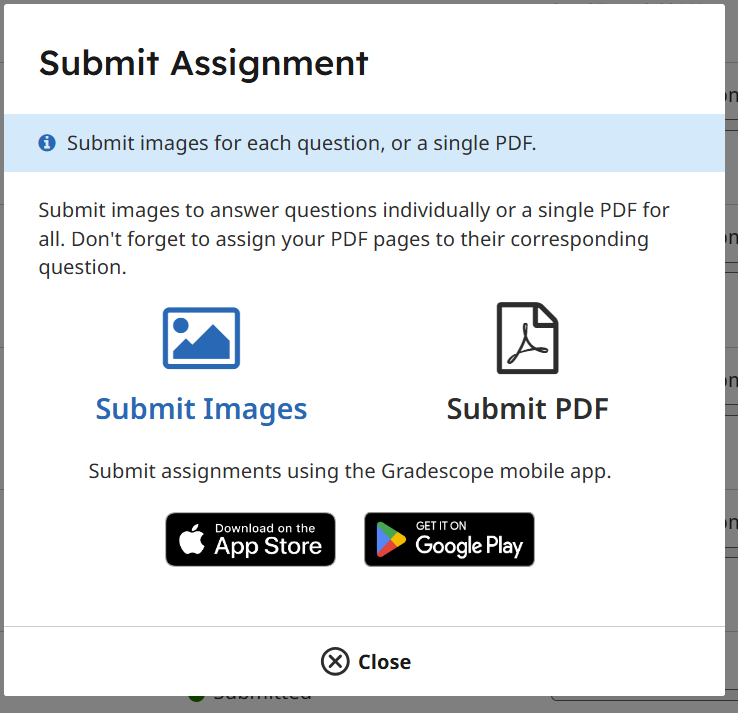 Submit Assignment
Submit images for each question, or a single PDF.
Submit images to answer questions individually or a single PDF for
all. Don't forget to assign your PDF pages to their corresponding
question.
Submit Images
Submit PDF
Submit assignments using the Gradescope mobile app.
Download on the
App Store
GET IT ON
Google Play
Close
Submitted